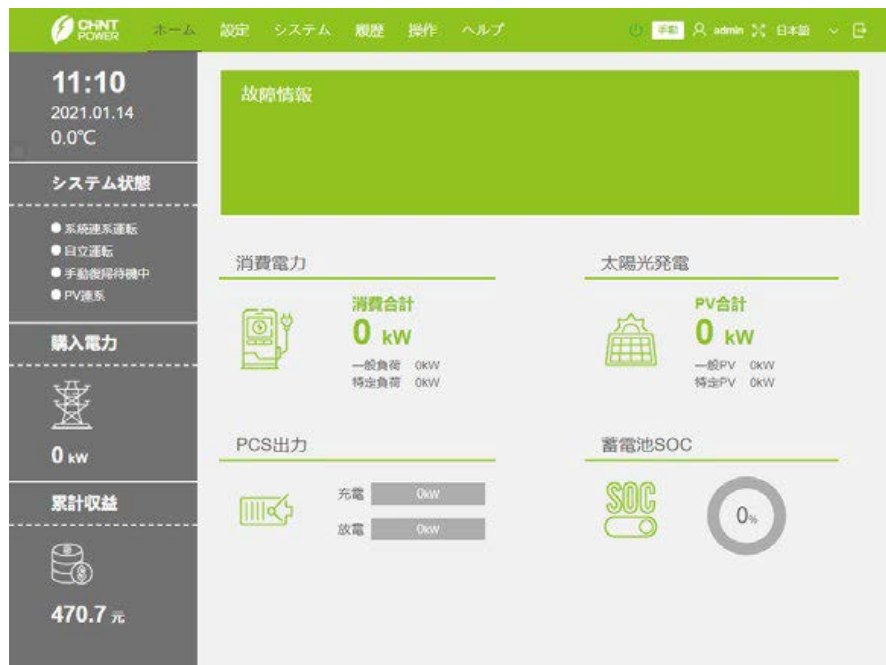 CHNT
POWER
ホーム 設定 システム 履歴 操作 ヘルプ 手動 admin 日本語
11:10
2021.01.14
0.0℃
システム状態
系統連系運転
自立運転
手動復帰待機中
PV連系
購入電力
0 kW
累計収益
470.7 元
故障情報
消費電力
消費合計
0 kW
一般負荷 0kW
特定負荷 0kW
太陽光発電
PV合計
0 kW
一般PV 0kW
特定PV 0kW
PCS出力
充電 0kW
放電 0kW
蓄電池SOC
SOC
0%